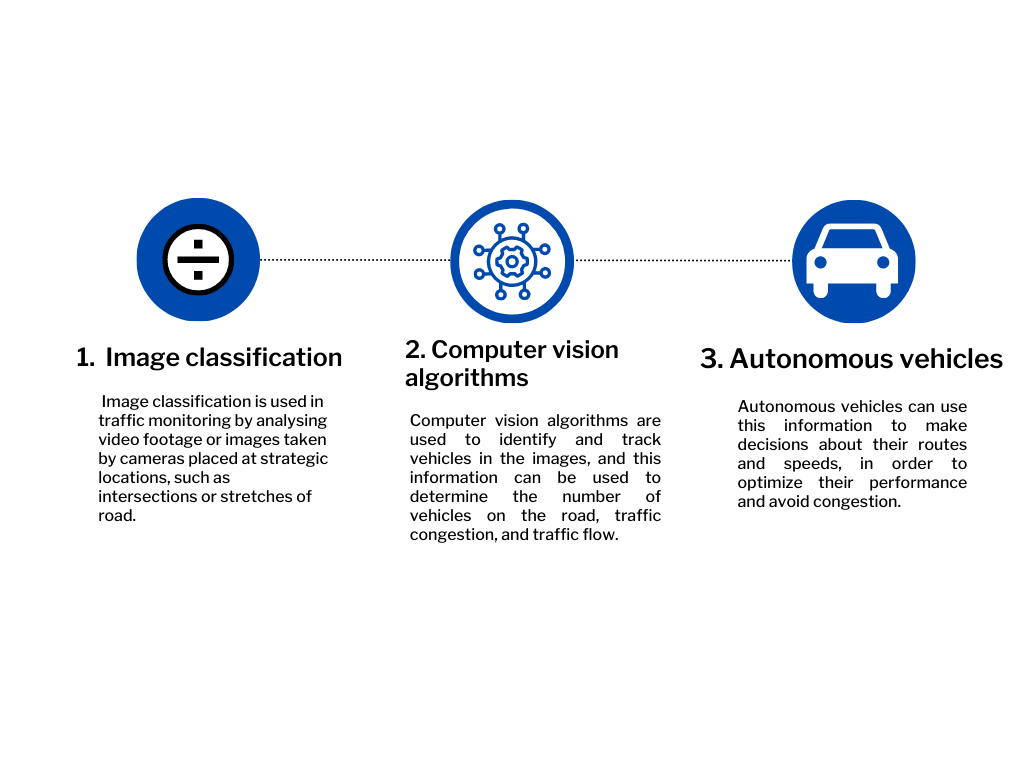 1. Image classification
Image classification is used in
traffic monitoring by analysing
video footage or images taken
by cameras placed at strategic
locations, such as
intersections or stretches of
road.
2. Computer vision
algorithms
Computer vision algorithms are
used to identify and track
vehicles in the images, and this
information can be used to
determine the number of
vehicles on the road, traffic
congestion, and traffic flow.
3. Autonomous vehicles
Autonomous vehicles can use
this information to make
decisions about their routes
and speeds, in order to
optimize their performance
and avoid congestion.